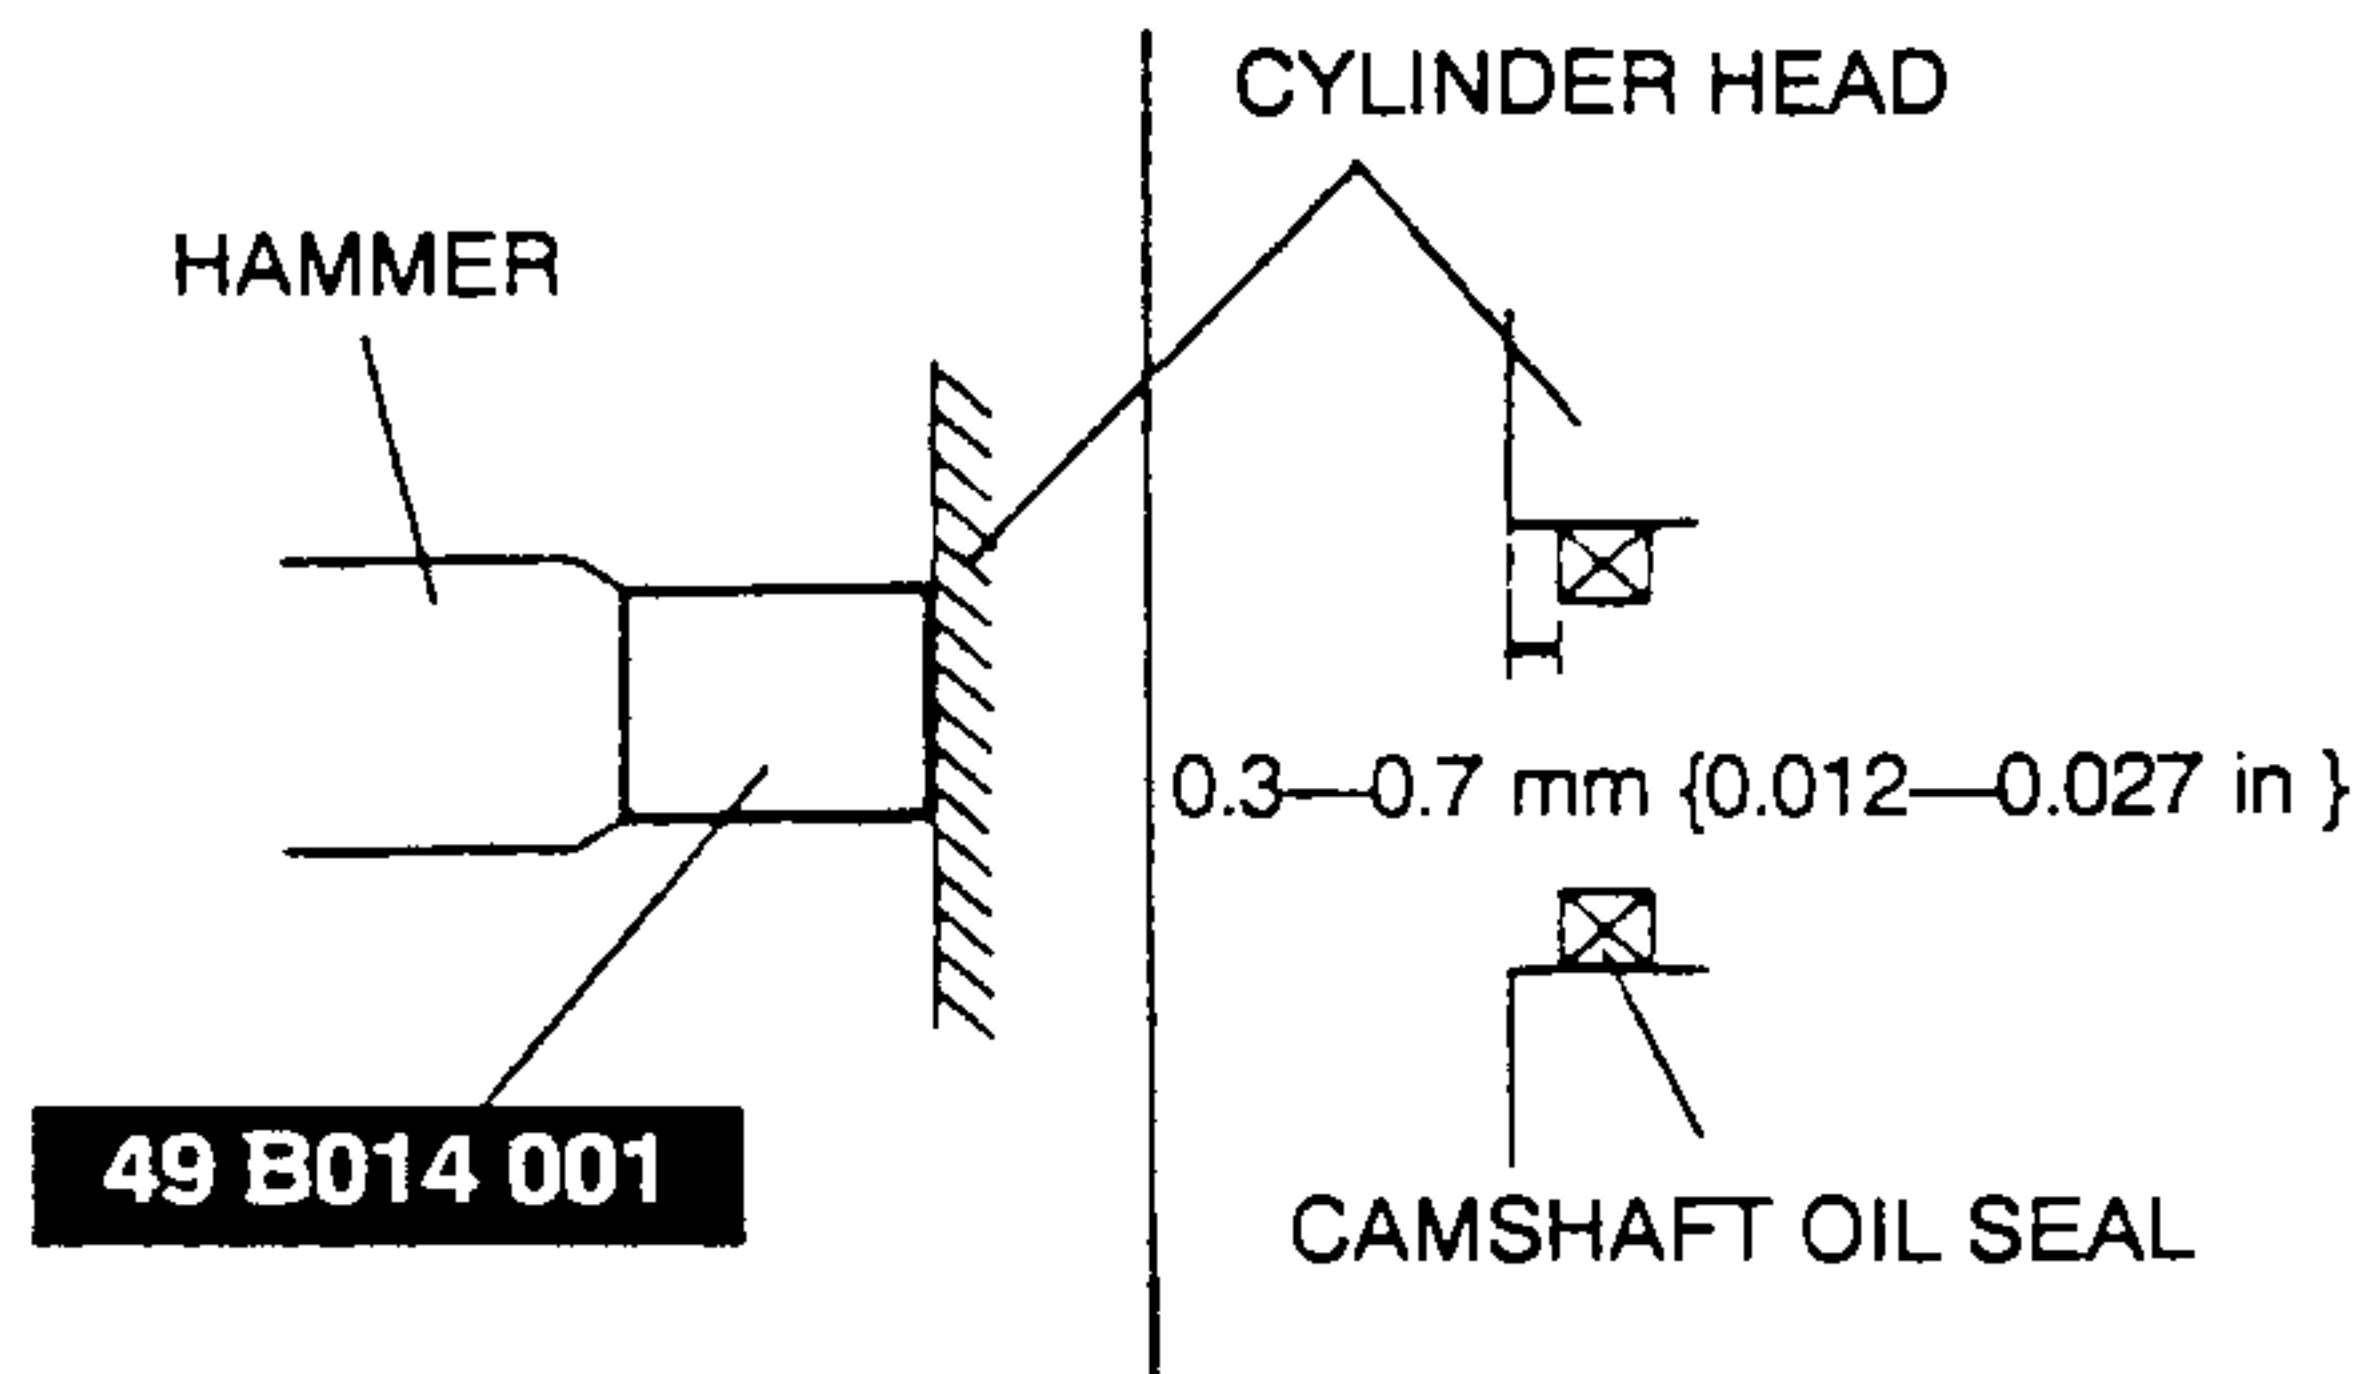 CYLINDER HEAD
HAMMER
0.3—0.7 mm {0.012—0.027 in }
49 B014 001
CAMSHAFT OIL SEAL